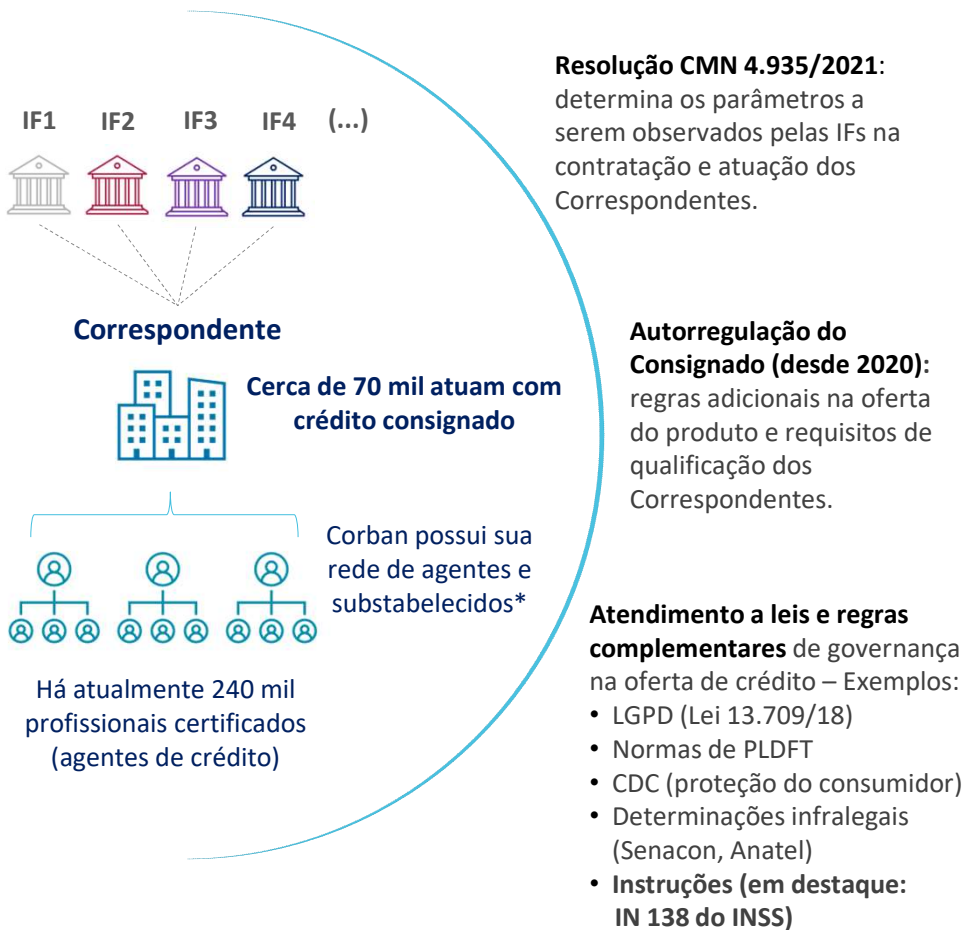 IF1 IF2 IF3 IF4 (...)
Correspondente
Cerca de 70 mil atuam com
crédito consignado
Corban possui sua
rede de agentes e
substabelecidos*
Há atualmente 240 mil
profissionais certificados
(agentes de crédito)
Resolução CMN 4.935/2021:
determina os parâmetros a
serem observados pelas IFs na
contratação e atuação dos
Correspondentes.
Autorregulação do
Consignado (desde 2020):
regras adicionais na oferta
do produto e requisitos de
qualificação dos
Correspondentes.
Atendimento a leis e regras
complementares de governança
na oferta de crédito – Exemplos:
• LGPD (Lei 13.709/18)
• Normas de PLDFT
• CDC (proteção do consumidor)
• Determinações infralegais
(Senacon, Anatel)
• Instruções (em destaque:
IN 138 do INSS)